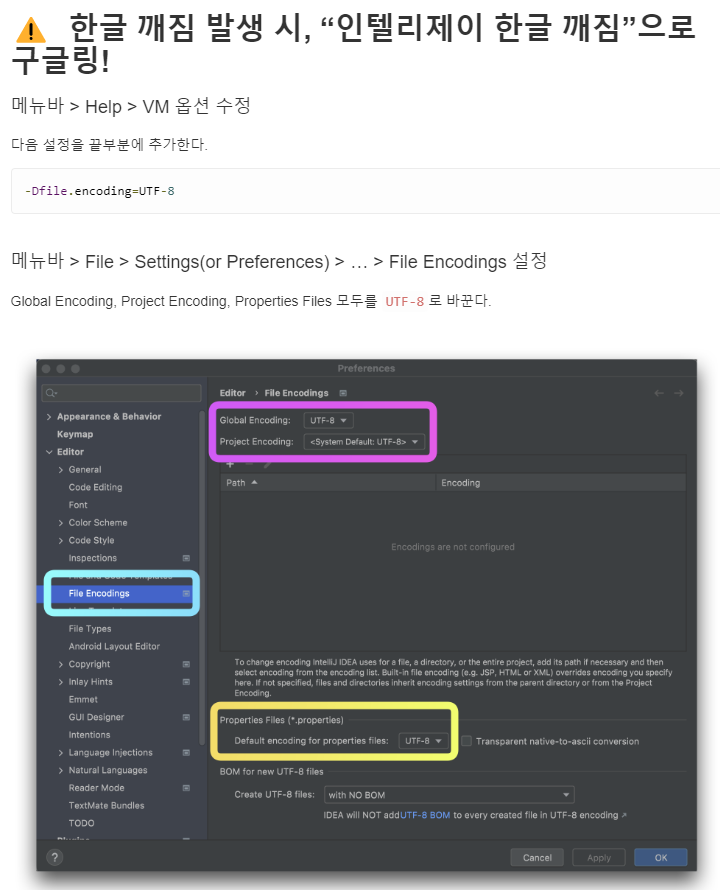 ⚠ 한글 깨짐 발생 시, “인텔리제이 한글 깨짐”으로
구글링!
메뉴바 > Help > VM 옵션 수정
다음 설정을 끝부분에 추가한다.
-Dfile.encoding=UTF-8
메뉴바 > File > Settings(or Preferences) > … > File Encodings 설정
Global Encoding, Project Encoding, Properties Files 모두를 UTF-8 로 바꾼다.
Preferences
Appearance & Behavior
Keymap
Editor
General
Code Editing
Font
Color Scheme
Code Style
Inspections
File and Code Templates
File Encodings
File Types
Android Layout Editor
Copyright
Inlay Hints
Emmet
GUI Designer
Intentions
Language Injections
Natural Languages
Reader Mode
TextMate Bundles
TODO
Plugins
Editor > File Encodings
Global Encoding: UTF-8
Project Encoding: <System Default: UTF-8>
Path Encoding
Encodings are not configured
To change encoding IntelliJ IDEA uses for a file, a directory, or the entire project, add its path if necessary and then
select encoding from the encoding list. Built-in file encoding (e.g. JSP, HTML or XML) overrides encoding you specify
here. If not specified, files and directories inherit encoding settings from the parent directory or from the Project
Encoding.
Properties Files (*.properties)
Default encoding for properties files: UTF-8 Transparent native-to-ascii conversion
BOM for new UTF-8 files
Create UTF-8 files: with NO BOM
IDEA will NOT add UTF-8 BOM to every created file in UTF-8 encoding ↗
? Cancel Apply OK